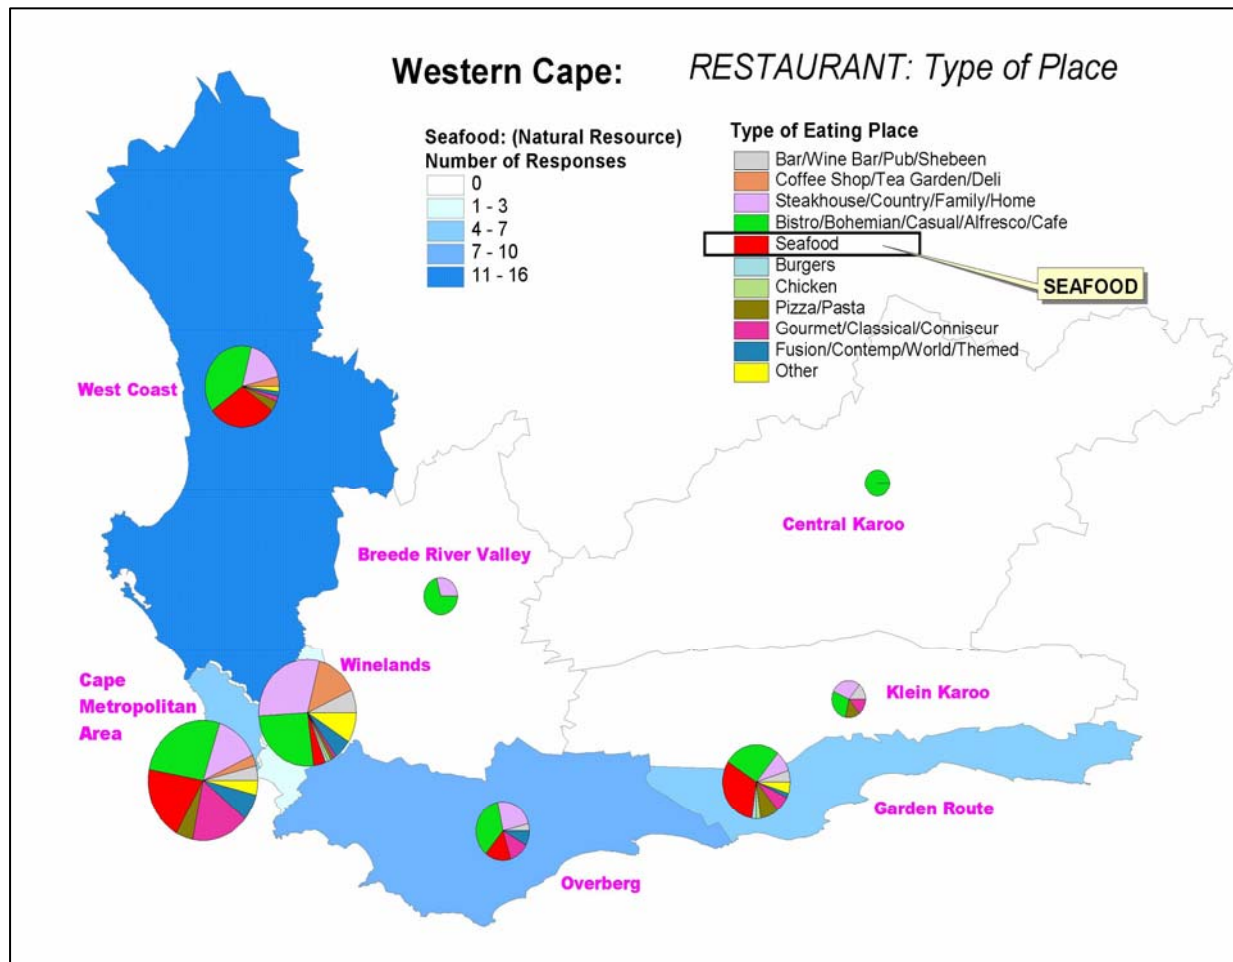 Western Cape:
RESTAURANT: Type of Place
Seafood: (Natural Resource)
Number of Responses
0
1 - 3
4 - 7
7 - 10
11 - 16
Type of Eating Place
Bar/Wine Bar/Pub/Shebeen
Coffee Shop/Tea Garden/Deli
Steakhouse/Country/Family/Home
Bistro/Bohemian/Casual/Alfresco/Cafe
Seafood
Burgers
Chicken
Pizza/Pasta
Gourmet/Classical/Conniseur
Fusion/Contemp/World/Themed
Other
SEAFOOD
West Coast
Central Karoo
Breede River Valley
Winelands
Cape
Metropolitan
Area
Klein Karoo
Garden Route
Overberg